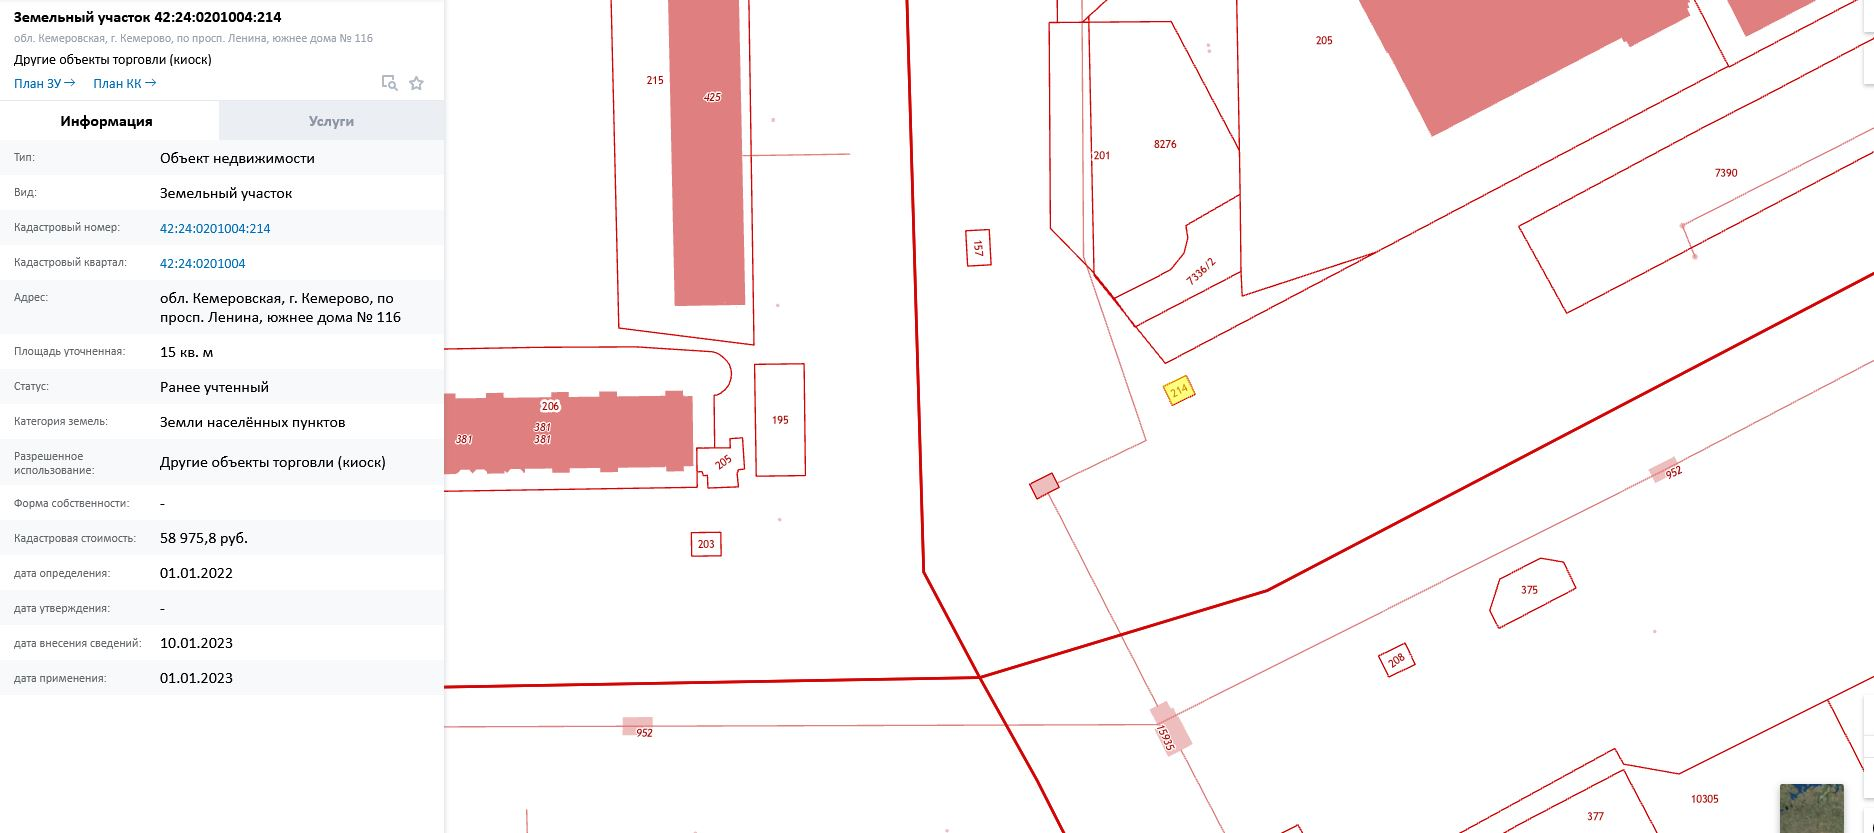 Земельный участок 42:24:0201004:214
обл. Кемеровская, г. Кемерово, по просп. Ленина, южнее дома № 116
Другие объекты торговли (киоск)
План ЗУ → План КК →
Информация Услуги
Тип: Объект недвижимости
Вид: Земельный участок
Кадастровый номер: 42:24:0201004:214
Кадастровый квартал: 42:24:0201004
Адрес: обл. Кемеровская, г. Кемерово, по
просп. Ленина, южнее дома № 116
Площадь уточненная: 15 кв. м
Статус: Ранее учтенный
Категория земель: Земли населённых пунктов
Разрешенное
использование: Другие объекты торговли (киоск)
Форма собственности: -
Кадастровая стоимость: 58 975,8 руб.
дата определения: 01.01.2022
дата утверждения: -
дата внесения сведений: 10.01.2023
дата применения: 01.01.2023
205
215
425
8276
201
7390
157
7336/2
214
206
381
381
381
195
205
952
203
375
208
952
15935
10305
377